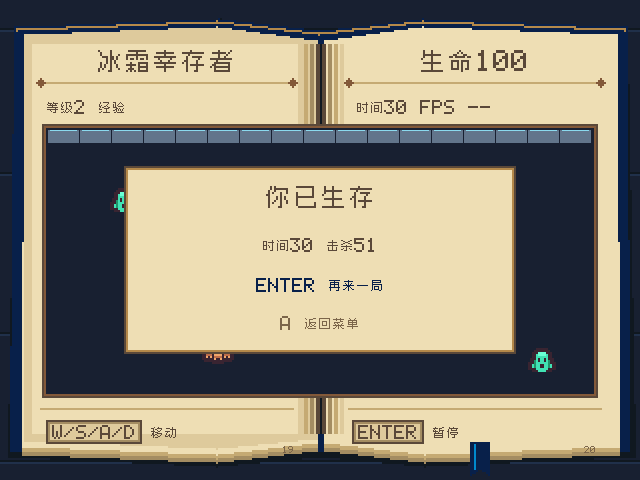 冰霜幸存者
生命100
等级2 经验
时间30 FPS --
你已生存
时间30 击杀51
ENTER 再来一局
A 返回菜单
W/S/A/D 移动
ENTER 暂停
19
20